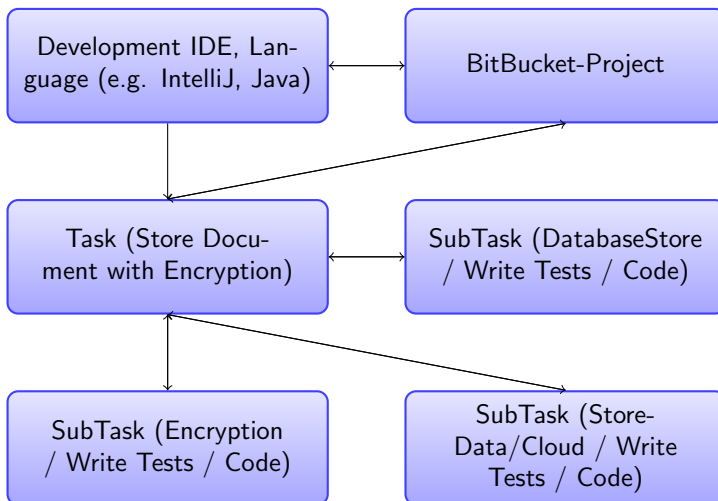 Development IDE, Lan-
guage (e.g. IntelliJ, Java)
BitBucket-Project
Task (Store Docu-
ment with Encryption)
SubTask (DatabaseStore
/ Write Tests / Code)
SubTask (Encryption
/ Write Tests / Code)
SubTask (Store-
Data/Cloud / Write
Tests / Code)